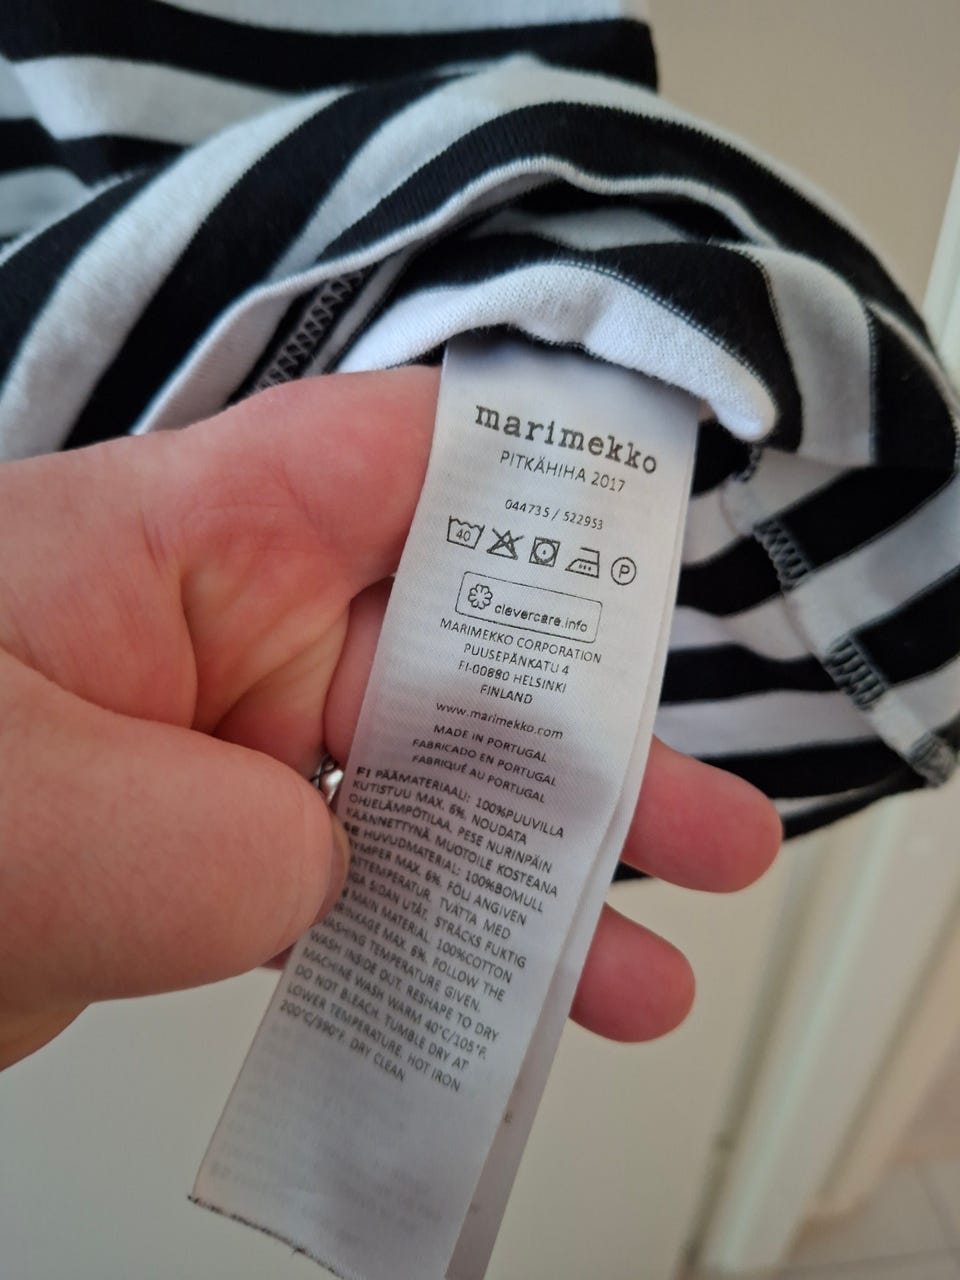 marimekko
PITKÄHIHA 2017
044735 / 522953
40
P
clevercare.info
MARIMEKKO CORPORATION
PUUSEPÄNKATU 4
FI-00880 HELSINKI
FINLAND
www.marimekko.com
MADE IN PORTUGAL
FABRICADO EN PORTUGAL
FABRIQUÉ AU PORTUGAL
FI PÄÄMATERIAALI: 100%PUUVILLA
KUTISTUU MAX. 6%. NOUDATA
OHJELÄMPÖTILAA, PESE NURINPÄIN
KÄÄNNETTYNÄ, MUOTOILE KOSTEANA
HUVUDMATERIAL: 100%BOMULL
MAX. 6%. FÖLJ ANGIVEN
TVÄTTA MED
SIDAN UTÅT, STRÄCKS FUKTIG
MAIN MATERIAL: 100%COTTON
MAX. 6%. FOLLOW THE
WASHING TEMPERATURE GIVEN.
WASH INSIDE OUT. RESHAPE TO DRY
MACHINE WASH WARM 40°C/105°F.
DO NOT BLEACH. TUMBLE DRY AT
LOWER TEMPERATURE. HOT IRON
200°C/390°F. DRY CLEAN